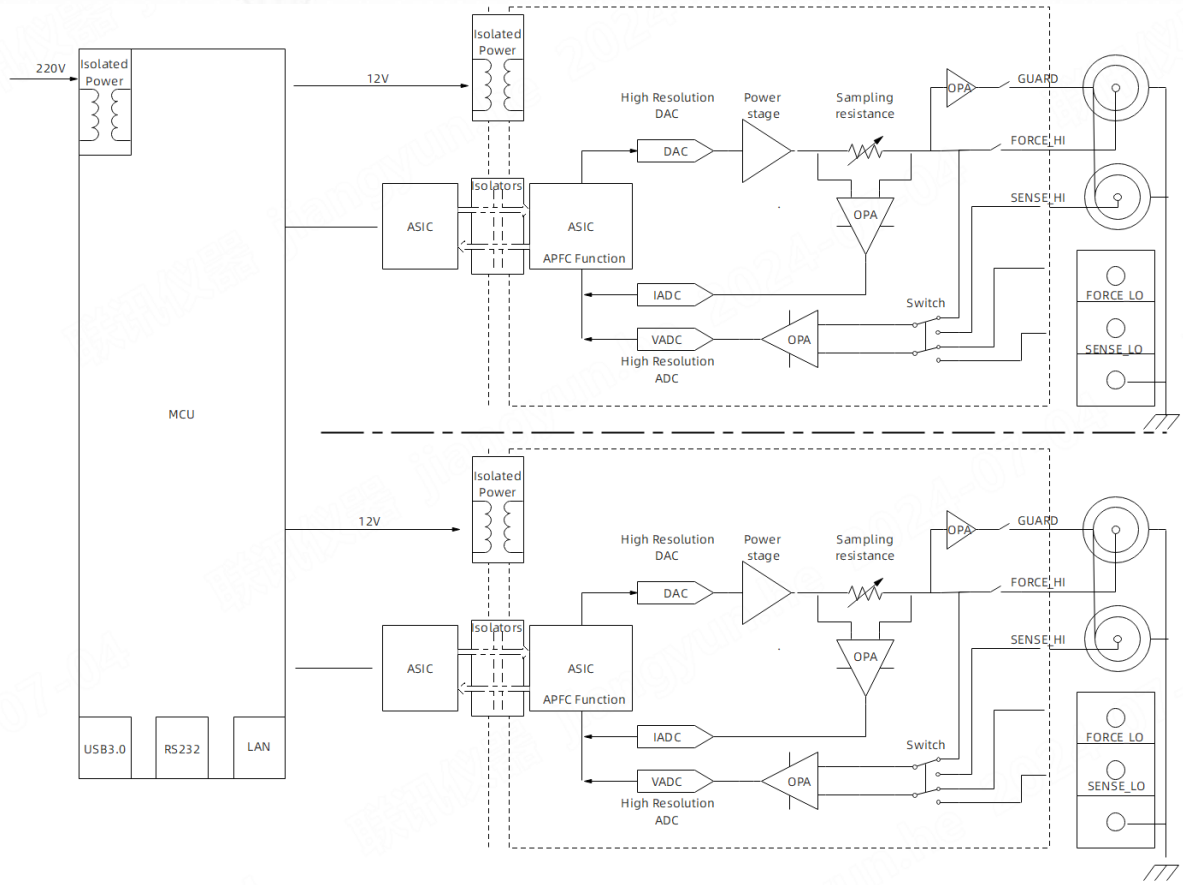 Isolated
Power
220V
MCU
USB3.0
RS232
LAN
12V
Isolated
Power
Isolators
ASIC
ASIC
APFC Function
High Resolution
DAC
DAC
Power
stage
Sampling
resistance
OPA
OPA
GUARD
FORCE_HI
SENSE_HI
IADC
VADC
High Resolution
ADC
OPA
Switch
FORCE_LO
SENSE_LO
12V
Isolated
Power
Isolators
ASIC
ASIC
APFC Function
High Resolution
DAC
DAC
Power
stage
Sampling
resistance
OPA
OPA
GUARD
FORCE_HI
SENSE_HI
IADC
VADC
High Resolution
ADC
OPA
Switch
FORCE_LO
SENSE_LO